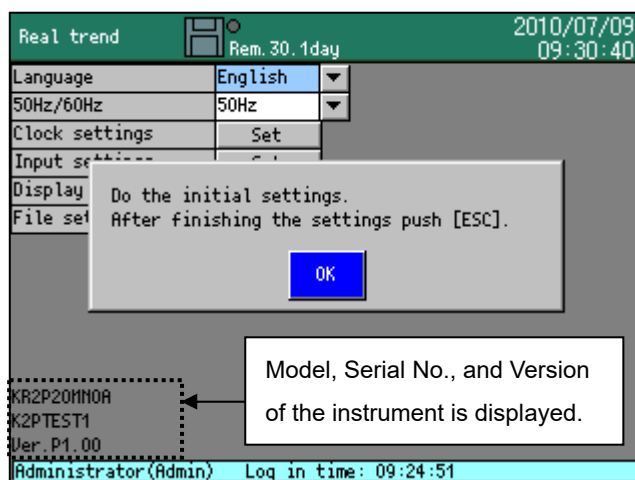 Real trend
Rem.30.1day
2010/07/09
09:30:40
Language English
50Hz/60Hz 50Hz
Clock settings Set
Input
Display
File
Do the initial settings.
After finishing the settings push [ESC].
OK
Model, Serial No., and Version
of the instrument is displayed.
KR2P20MN0A
K2PTEST1
Ver.P1.00
Administrator(Admin) Log in time: 09:24:51